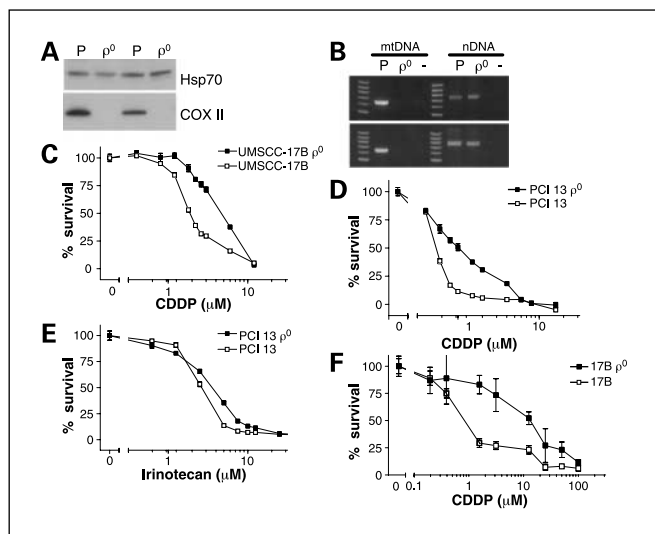 A
P ρ⁰ P ρ⁰
Hsp70
COX II
B
mtDNA nDNA
P ρ⁰ - P ρ⁰ -
C
UMSCC-17B ρ⁰
UMSCC-17B
% survival
100
75
50
25
0
0 1 10
CDDP (μM)
D
PCI 13 ρ⁰
PCI 13
% survival
100
75
50
25
0
0 1 10
CDDP (μM)
E
PCI 13 ρ⁰
PCI 13
% survival
100
75
50
25
0
0 1 10
Irinotecan (μM)
F
17B ρ⁰
17B
% survival
100
75
50
25
0
0 0.1 1 10 100
CDDP (μM)